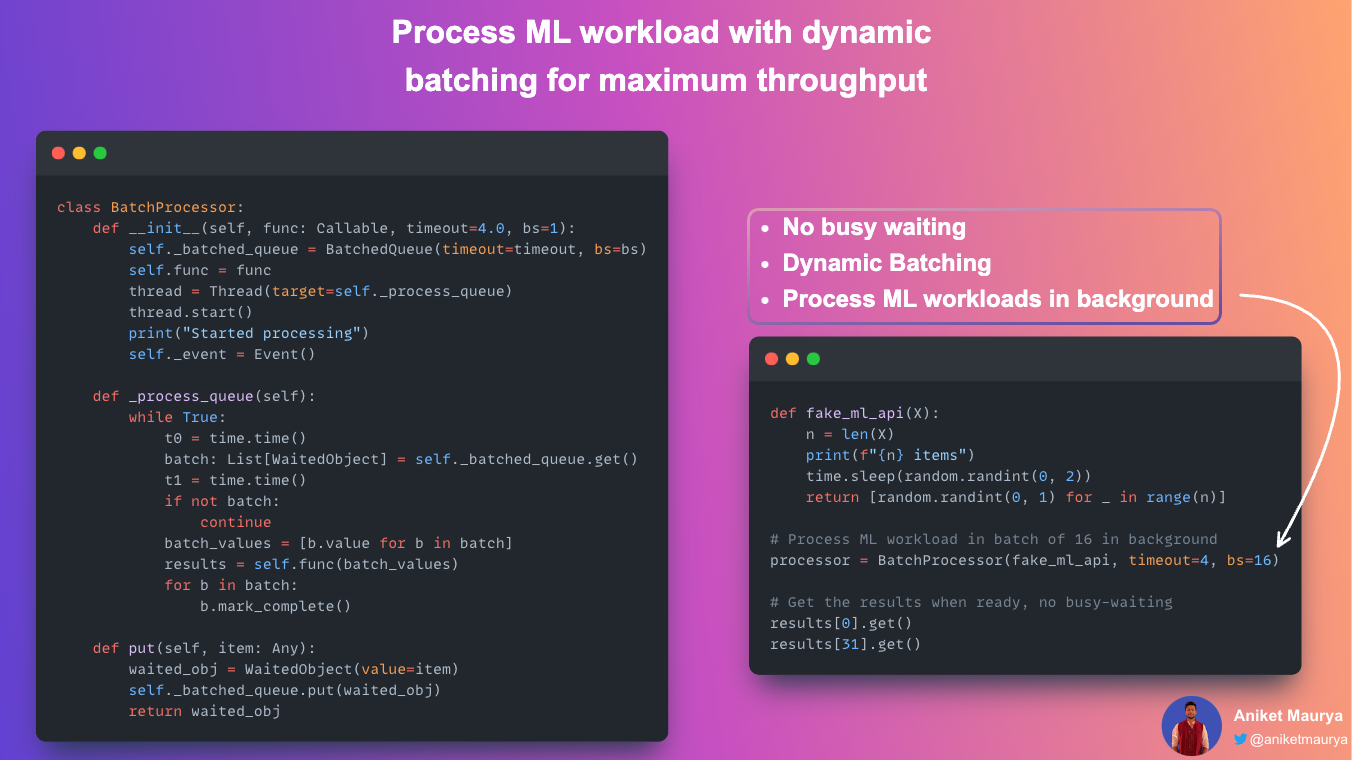 Process ML workload with dynamic
batching for maximum throughput
class BatchProcessor:
    def __init__(self, func: Callable, timeout=4.0, bs=1):
        self._batched_queue = BatchedQueue(timeout=timeout, bs=bs)
        self.func = func
        thread = Thread(target=self._process_queue)
        thread.start()
        print("Started processing")
        self._event = Event()
    def _process_queue(self):
        while True:
            t0 = time.time()
            batch: List[WaitedObject] = self._batched_queue.get()
            t1 = time.time()
            if not batch:
                continue
            batch_values = [b.value for b in batch]
            results = self.func(batch_values)
            for b in batch:
                b.mark_complete()
    def put(self, item: Any):
        waited_obj = WaitedObject(value=item)
        self._batched_queue.put(waited_obj)
        return waited_obj
• No busy waiting
• Dynamic Batching
• Process ML workloads in background
def fake_ml_api(X):
    n = len(X)
    print(f"{n} items")
    time.sleep(random.randint(0, 2))
    return [random.randint(0, 1) for _ in range(n)]
# Process ML workload in batch of 16 in background
processor = BatchProcessor(fake_ml_api, timeout=4, bs=16)
# Get the results when ready, no busy-waiting
results[0].get()
results[31].get()
Aniket Maurya
@aniketmaurya